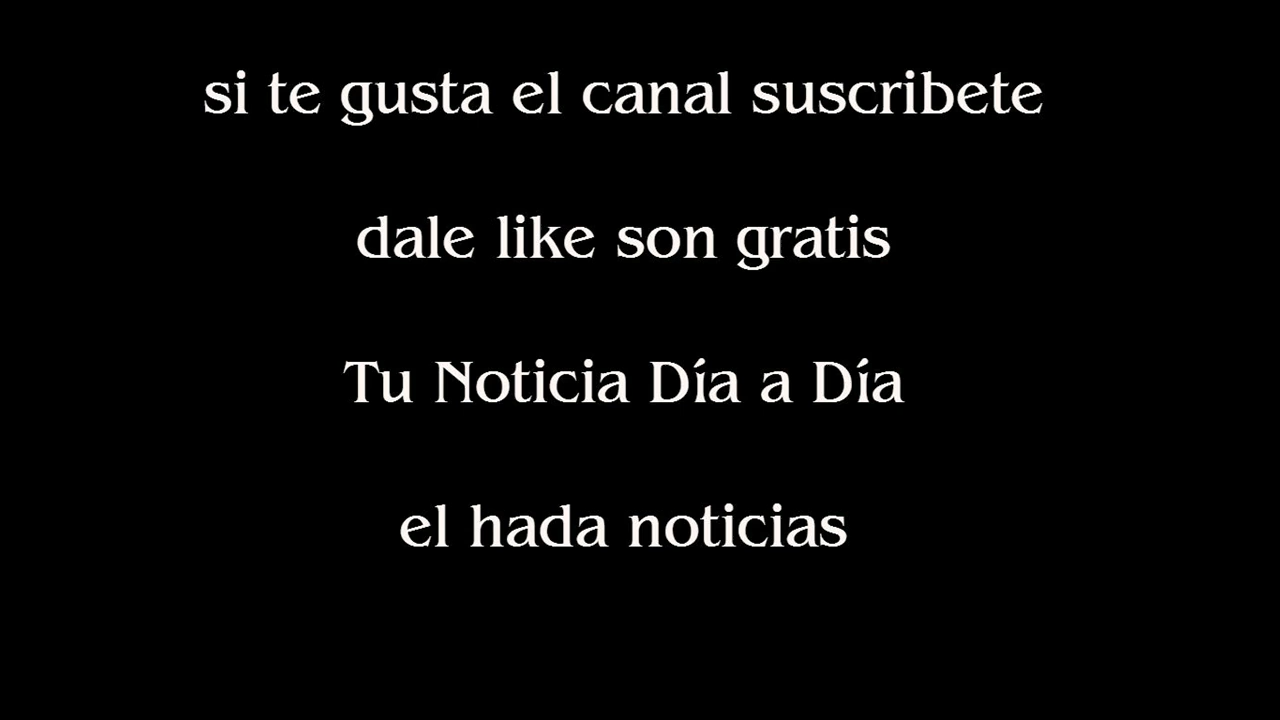 si te gusta el canal suscribete
dale like son gratis
Tu Noticia Día a Día
el hada noticias